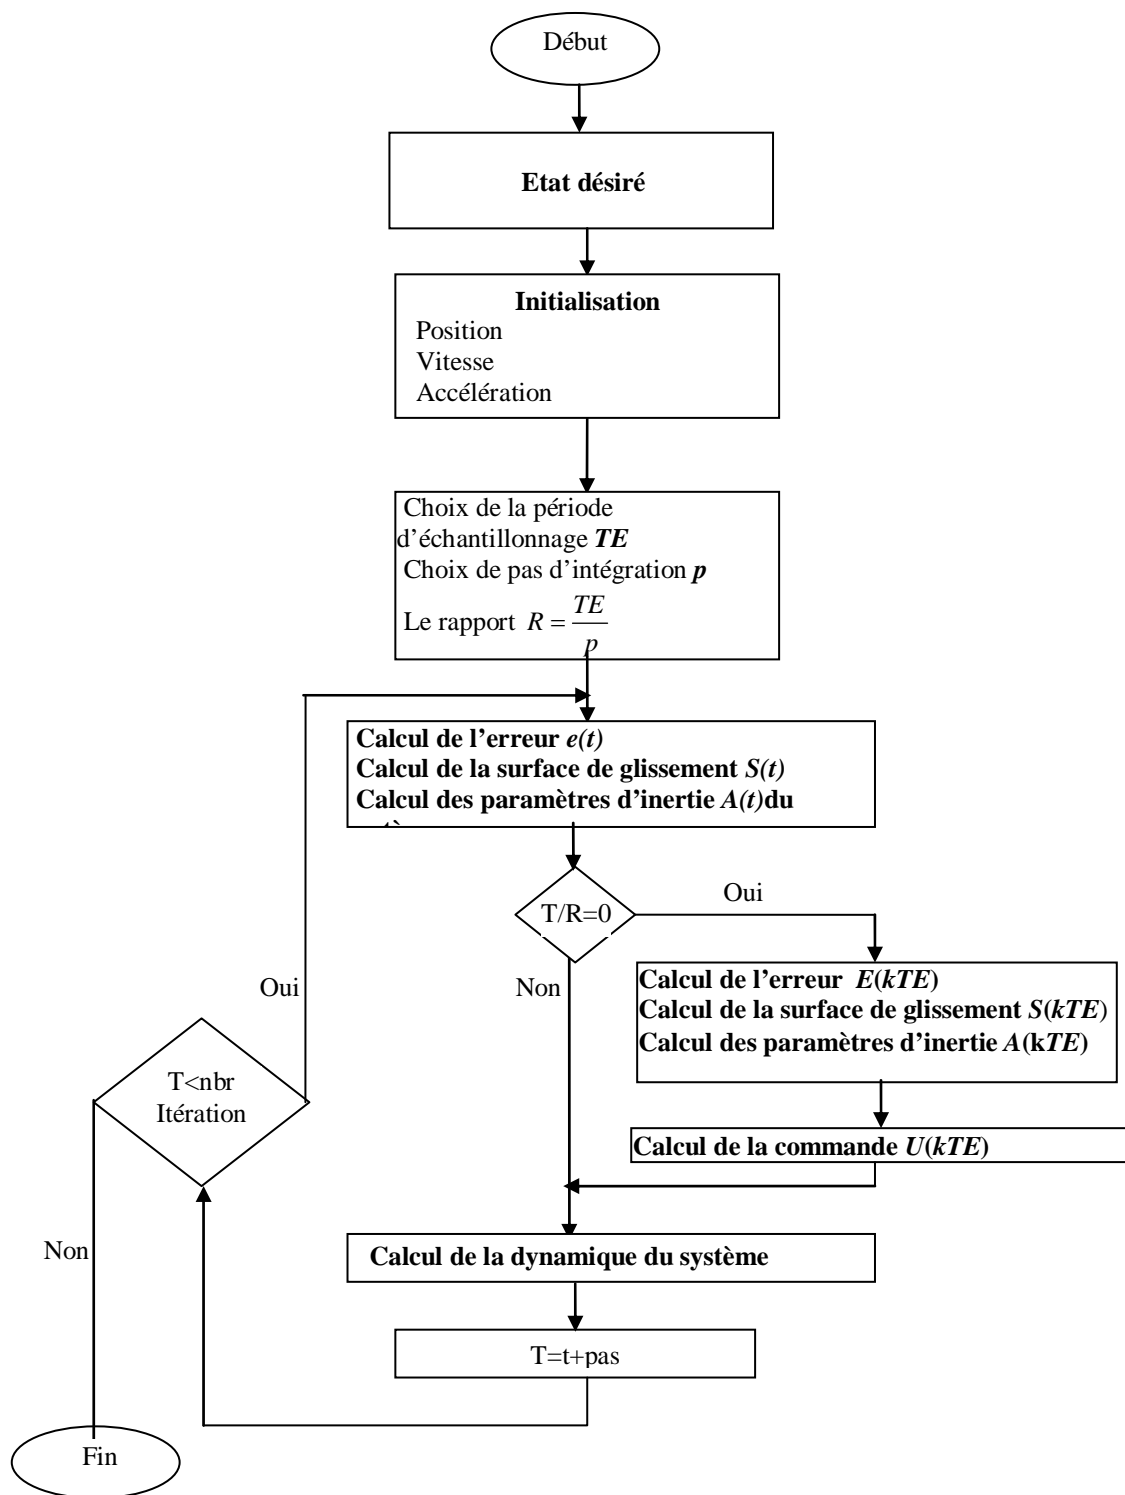 Début
Etat désiré
Initialisation
Position
Vitesse
Accélération
Choix de la période
d’échantillonnage TE
Choix de pas d’intégration p
Le rapport R = TE / p
Calcul de l’erreur e(t)
Calcul de la surface de glissement S(t)
Calcul des paramètres d’inertie A(t)du
T/R=0
Oui
Non
Calcul de l’erreur E(kTE)
Calcul de la surface de glissement S(kTE)
Calcul des paramètres d’inertie A(kTE)
Calcul de la commande U(kTE)
Calcul de la dynamique du système
T=t+pas
T<nbr
Itération
Oui
Non
Fin